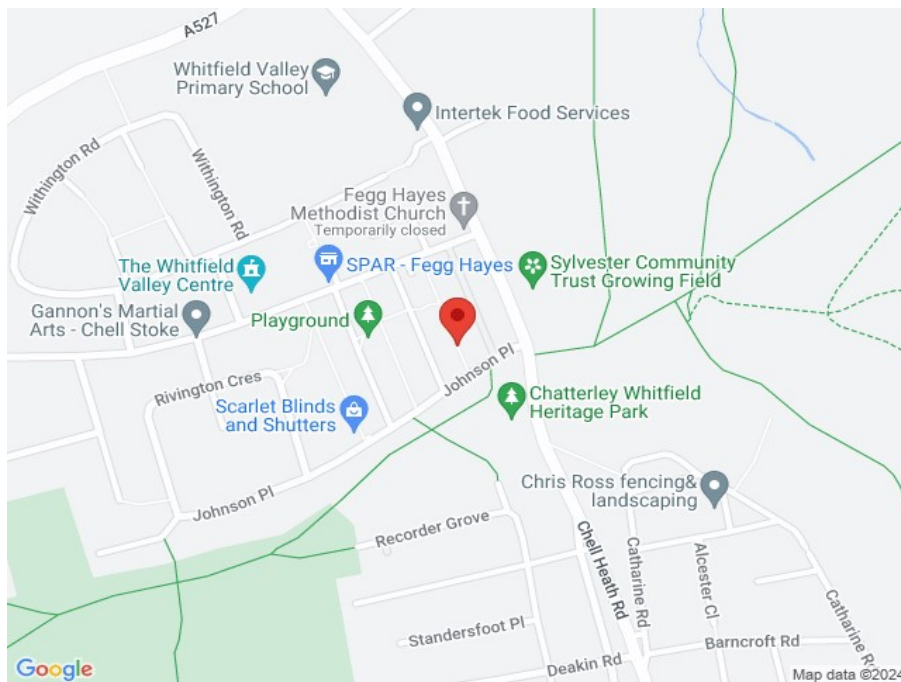 A527
Whitfield Valley
Primary School
Intertek Food Services
Withington Rd
Withington Rd
Fegg Hayes
Methodist Church
Temporarily closed
The Whitfield
Valley Centre
SPAR - Fegg Hayes
Sylvester Community
Trust Growing Field
Gannon's Martial
Arts - Chell Stoke
Playground
Johnson Pl
Rivington Cres
Chatterley Whitfield
Heritage Park
Scarlet Blinds
and Shutters
Chris Ross fencing&
landscaping
Johnson Pl
Recorder Grove
Chell Heath Rd
Catharine Rd
Alcester Cl
Catharine Rd
Standersfoot Pl
Barncroft Rd
Deakin Rd
Google
Map data ©2024